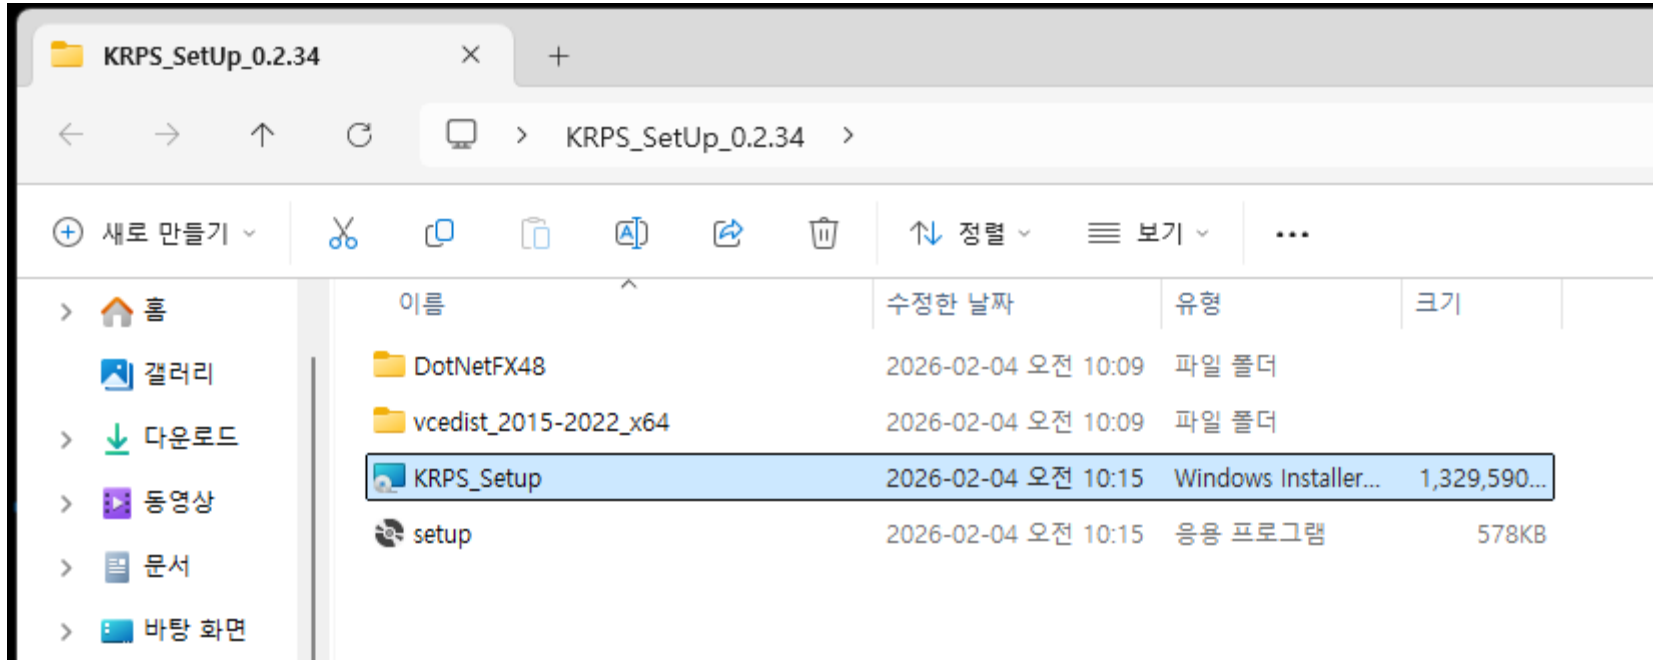 KRPS_SetUp_0.2.34
KRPS_SetUp_0.2.34
새로 만들기 정렬 보기
이름 수정한 날짜 유형 크기
홈
갤러리
다운로드
동영상
문서
바탕 화면
DotNetFX48 2026-02-04 오전 10:09 파일 폴더
vcedist_2015-2022_x64 2026-02-04 오전 10:09 파일 폴더
KRPS_Setup 2026-02-04 오전 10:15 Windows Installer... 1,329,590...
setup 2026-02-04 오전 10:15 응용 프로그램 578KB